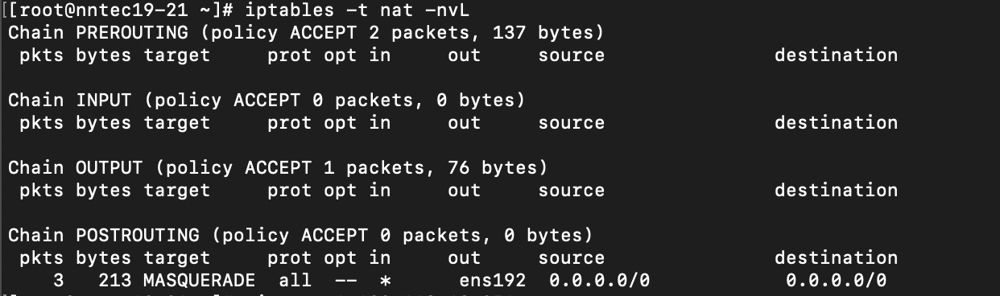 [[root@nntec19-21 ~]# iptables -t nat -nvL
Chain PREROUTING (policy ACCEPT 2 packets, 137 bytes)
pkts bytes target prot opt in out source destination
Chain INPUT (policy ACCEPT 0 packets, 0 bytes)
pkts bytes target prot opt in out source destination
Chain OUTPUT (policy ACCEPT 1 packets, 76 bytes)
pkts bytes target prot opt in out source destination
Chain POSTROUTING (policy ACCEPT 0 packets, 0 bytes)
pkts bytes target prot opt in out source destination
3 213 MASQUERADE all -- * ens192 0.0.0.0/0 0.0.0.0/0